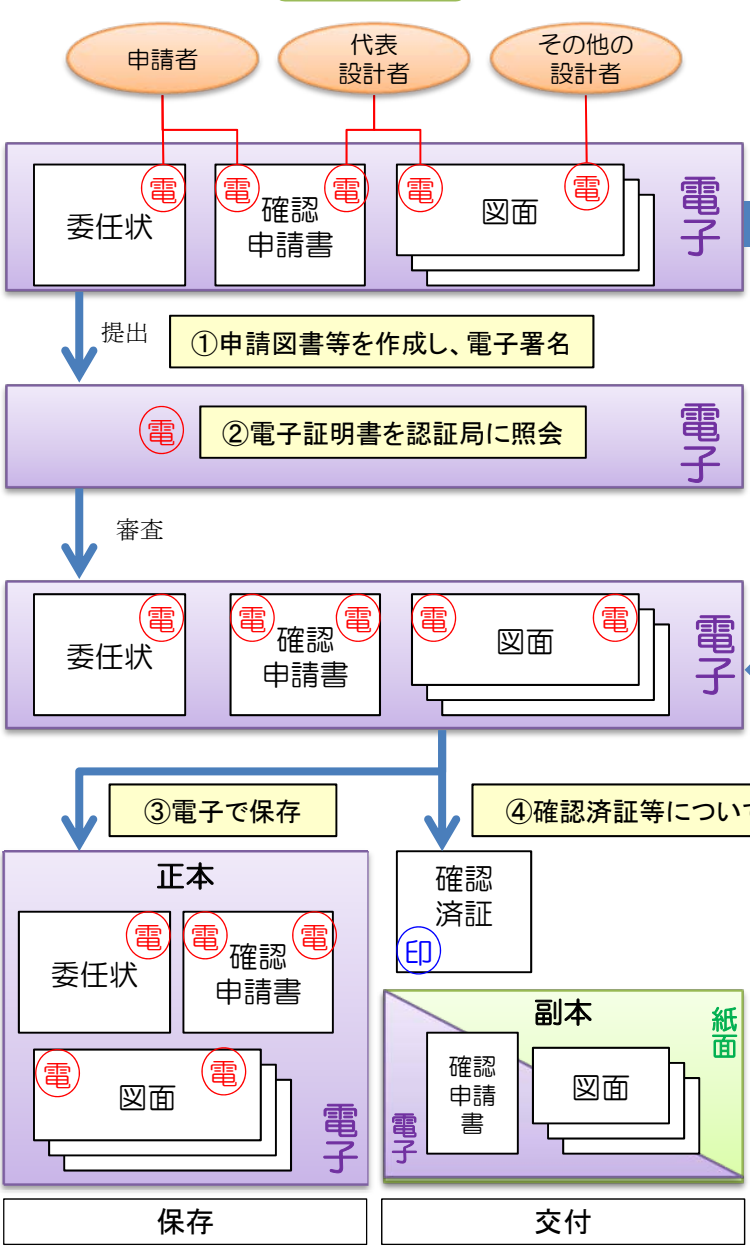 申請者
代表
設計者
その他の
設計者
電
電
電
電
電
委任状
確認
申請書
図面
電子
提出
①申請図書等を作成し、電子署名
電
②電子証明書を認証局に照会
電子
審査
電
電
電
電
電
委任状
確認
申請書
図面
電子
③電子で保存
④確認済証等について
正本
電
電
電
委任状
確認
申請書
電
電
図面
電子
確認
済証
印
副本
紙面
確認
申請
書
図面
電子
保存
交付